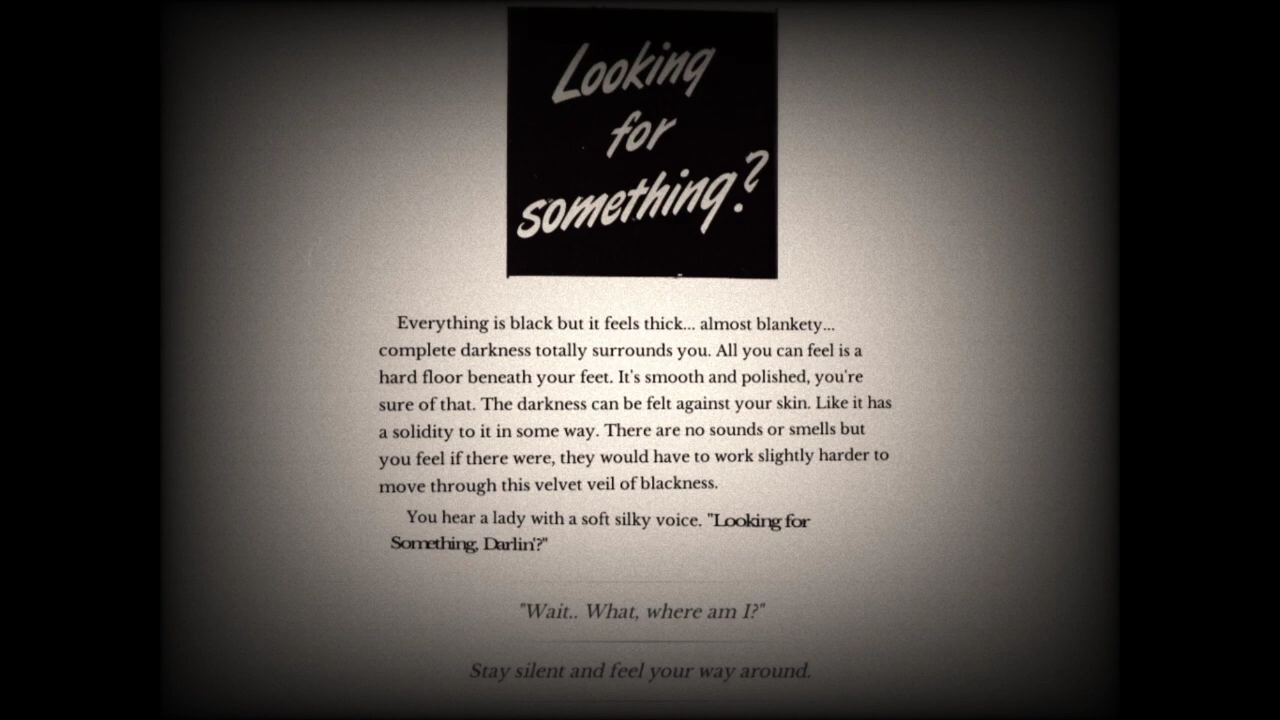 Looking
for
something?
Everything is black but it feels thick... almost blankety...
complete darkness totally surrounds you. All you can feel is a
hard floor beneath your feet. It's smooth and polished, you're
sure of that. The darkness can be felt against your skin. Like it has
a solidity to it in some way. There are no sounds or smells but
you feel if there were, they would have to work slightly harder to
move through this velvet veil of blackness.
You hear a lady with a soft silky voice. "Looking for
Something, Darlin'?"
"Wait.. What, where am I?"
Stay silent and feel your way around.